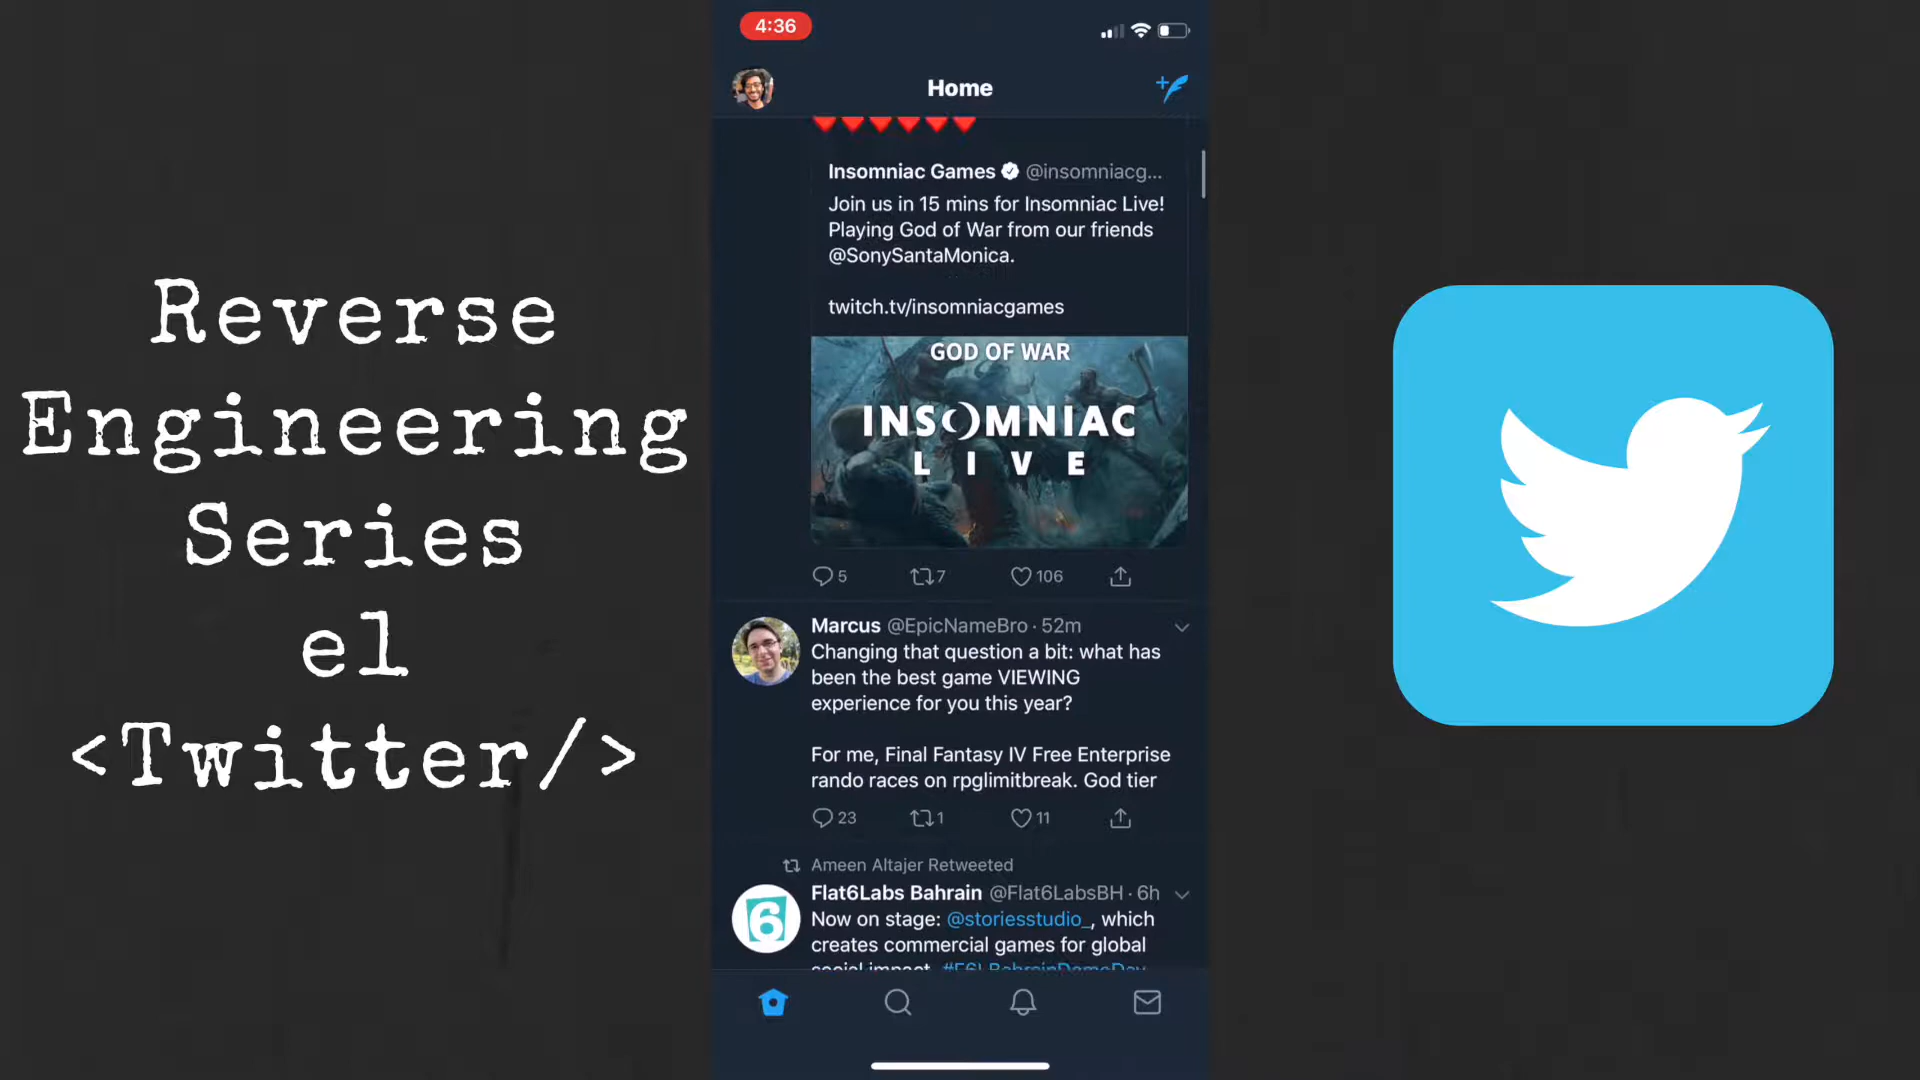 Reverse
Engineering
Series
el
<Twitter/>
4:36
Home
Insomniac Games @insomniacg...
Join us in 15 mins for Insomniac Live!
Playing God of War from our friends
@SonySantaMonica.
twitch.tv/insomniacgames
GOD OF WAR
INSOMNIAC
LIVE
5 7 106
Marcus @EpicNameBro · 52m
Changing that question a bit: what has
been the best game VIEWING
experience for you this year?
For me, Final Fantasy IV Free Enterprise
rando races on rpglimitbreak. God tier
23 1 11
Ameen Altajer Retweeted
6
Flat6Labs Bahrain @Flat6LabsBH · 6h
Now on stage: @storiesstudio_, which
creates commercial games for global
social impact. #F6LBahrainDemoDay